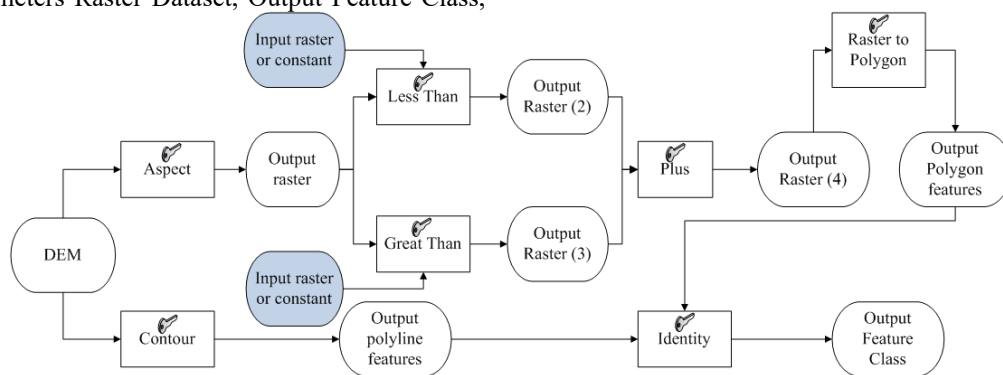 meters Raster Dataset, Output Feature Class,
Input raster
or constant
Less Than
Output
Raster (2)
Raster to
Polygon
Aspect
Output
raster
Plus
Output
Raster (4)
Output
Polygon
features
DEM
Great Than
Output
Raster (3)
Input raster
or constant
Contour
Output
polyline
features
Identity
Output
Feature
Class